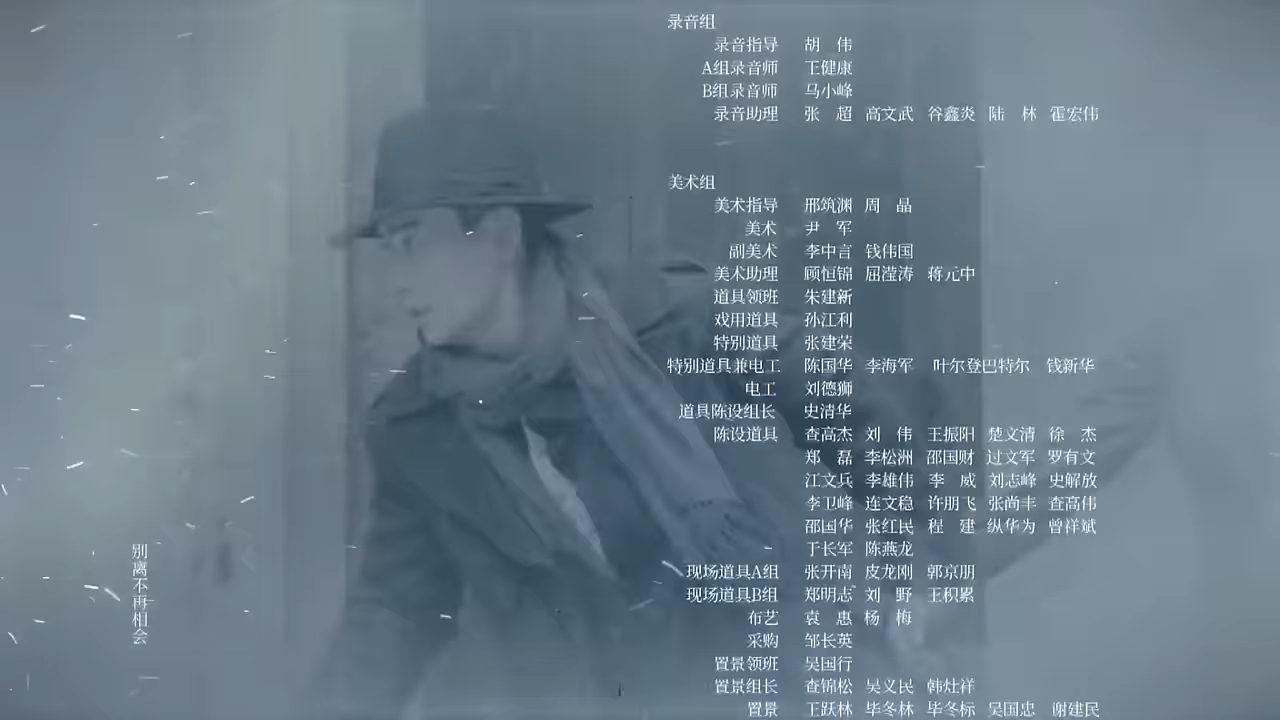 录音组
录音指导 胡 伟
A组录音师 王健康
B组录音师 马小峰
录音助理 张 超 高文武 谷鑫炎 陆 林 霍宏伟
美术组
美术指导 邢筑渊 周 晶
美术 尹 军
副美术 李中言 钱伟国
美术助理 顾恒锦 屈滢涛 蒋元中
道具领班 朱建新
戏用道具 孙江利
特别道具 张建荣
特别道具兼电工 陈国华 李海军 叶尔登巴特尔 钱新华
电工 刘德狮
道具陈设组长 史清华
陈设道具 查高杰 刘 伟 王振阳 楚文清 徐 杰
郑 磊 李松洲 邵国财 过文军 罗有文
江文兵 李雄伟 李 威 刘志峰 史解放
李卫峰 连文稳 许朋飞 张尚丰 查高伟
邵国华 张红民 程 建 纵华为 曾祥斌
于长军 陈燕龙
现场道具A组 张开南 皮龙刚 郭京朋
现场道具B组 郑明志 刘 野 王积累
布艺 袁 惠 杨 梅
采购 邹长英
置景领班 吴国行
置景组长 查锦松 吴义民 韩灶祥
置景 王跃林 毕冬林 毕冬标 吴国忠 谢建民
别离不再相会